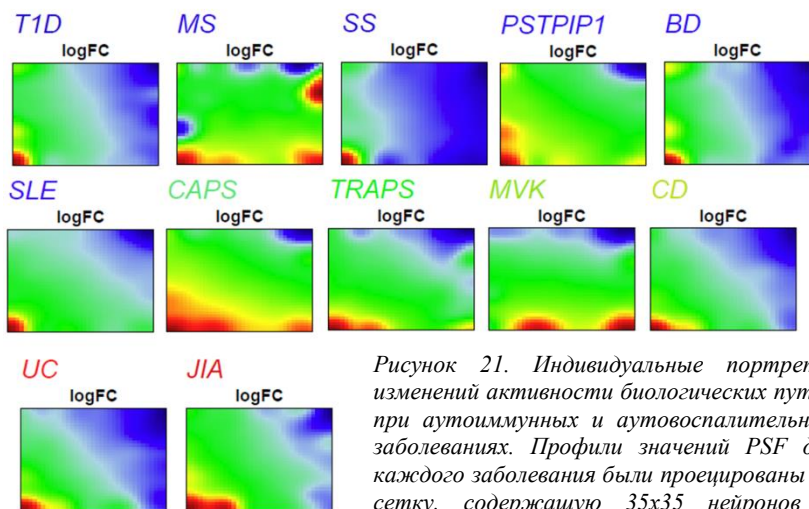 T1D MS SS PSTPIP1 BD
logFC logFC logFC logFC logFC
SLE CAPS TRAPS MVK CD
logFC logFC logFC logFC logFC
UC JIA
logFC logFC
Рисунок 21. Индивидуальные портрет
изменений активности биологических пут
при аутоиммунных и аутовоспалительн
заболеваниях. Профили значений PSF д
каждого заболевания были проецированы
сетку, содержащую 35x35 нейронов